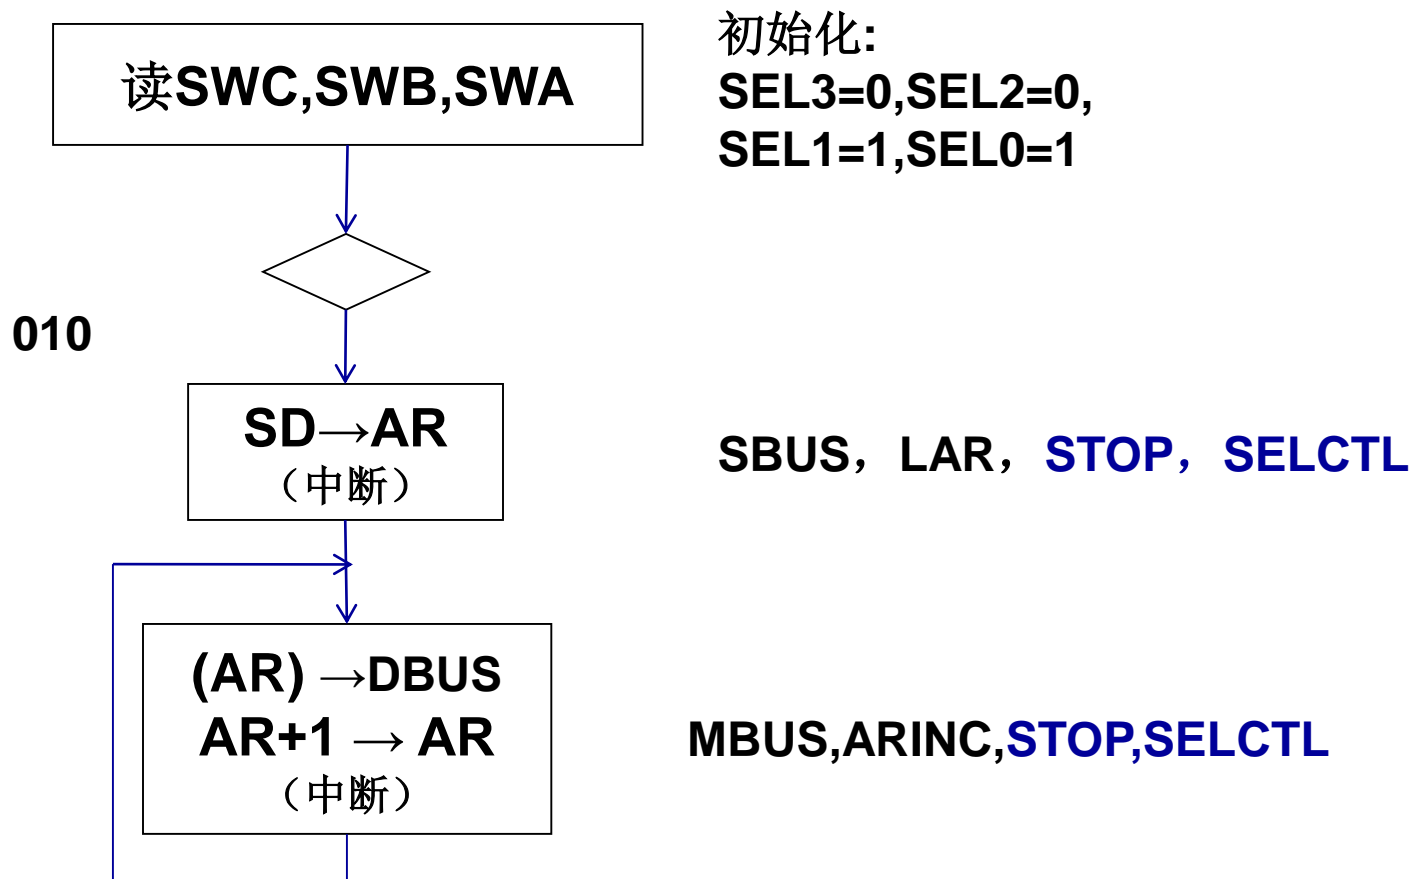 读SWC,SWB,SWA
初始化:
SEL3=0,SEL2=0,
SEL1=1,SEL0=1
010
SD→AR
（中断）
SBUS，LAR，STOP，SELCTL
(AR) →DBUS
AR+1 → AR
（中断）
MBUS,ARINC,STOP,SELCTL